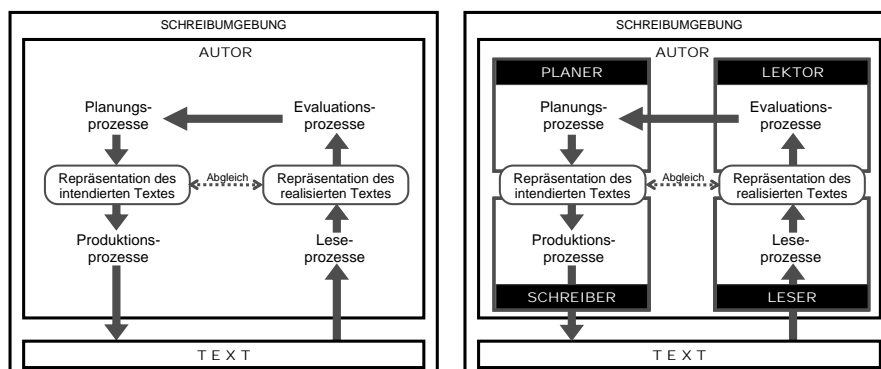 SCHREIBUMGEBUNG
AUTOR
Planungs-
prozesse
Evaluations-
prozesse
Repräsentation des
intendierten Textes
Abgleich
Repräsentation des
realisierten Textes
Produktions-
prozesse
Lese-
prozesse
TEXT
SCHREIBUMGEBUNG
AUTOR
PLANER
LEKTOR
Planungs-
prozesse
Evaluations-
prozesse
Repräsentation des
intendierten Textes
Abgleich
Repräsentation des
realisierten Textes
Produktions-
prozesse
Lese-
prozesse
SCHREIBER
LESER
TEXT